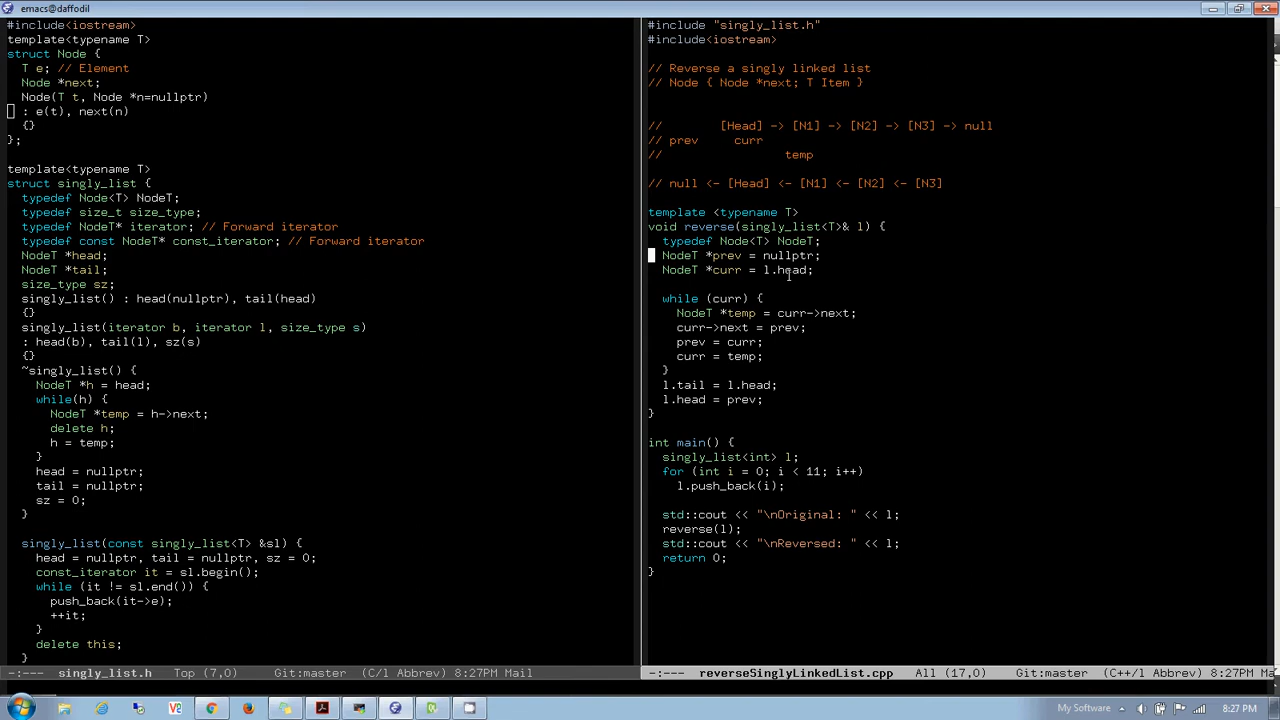 emacs@daffodil
#include<iostream>
template<typename T>
struct Node {
  T e; // Element
  Node *next;
  Node(T t, Node *n=nullptr)
  : e(t), next(n)
  {}
};

template<typename T>
struct singly_list {
  typedef Node<T> NodeT;
  typedef size_t size_type;
  typedef NodeT* iterator; // Forward iterator
  typedef const NodeT* const_iterator; // Forward iterator
  NodeT *head;
  NodeT *tail;
  size_type sz;
  singly_list() : head(nullptr), tail(head)
  {}
  singly_list(iterator b, iterator l, size_type s)
  : head(b), tail(l), sz(s)
  {}
  ~singly_list() {
    NodeT *h = head;
    while(h) {
      NodeT *temp = h->next;
      delete h;
      h = temp;
    }
    head = nullptr;
    tail = nullptr;
    sz = 0;
  }

  singly_list(const singly_list<T> &sl) {
    head = nullptr, tail = nullptr, sz = 0;
    const_iterator it = sl.begin();
    while (it != sl.end()) {
      push_back(it->e);
      ++it;
    }
    delete this;
  }
-:---  singly_list.h  Top (7,0)  Git:master  (C/l Abbrev) 8:27PM Mail
#include "singly_list.h"
#include<iostream>

// Reverse a singly linked list
// Node { Node *next; T Item }

//        [Head] -> [N1] -> [N2] -> [N3] -> null
// prev     curr
//                 temp

// null <- [Head] <- [N1] <- [N2] <- [N3]

template <typename T>
void reverse(singly_list<T>& l) {
  typedef Node<T> NodeT;
  NodeT *prev = nullptr;
  NodeT *curr = l.head;

  while (curr) {
    NodeT *temp = curr->next;
    curr->next = prev;
    prev = curr;
    curr = temp;
  }
  l.tail = l.head;
  l.head = prev;
}

int main() {
  singly_list<int> l;
  for (int i = 0; i < 11; i++)
    l.push_back(i);

  std::cout << "\nOriginal: " << l;
  reverse(l);
  std::cout << "\nReversed: " << l;
  return 0;
}
-:---  reverseSinglyLinkedList.cpp  All (17,0)  Git:master  (C++/l Abbrev) 8:27PM M
My Software
8:27 PM